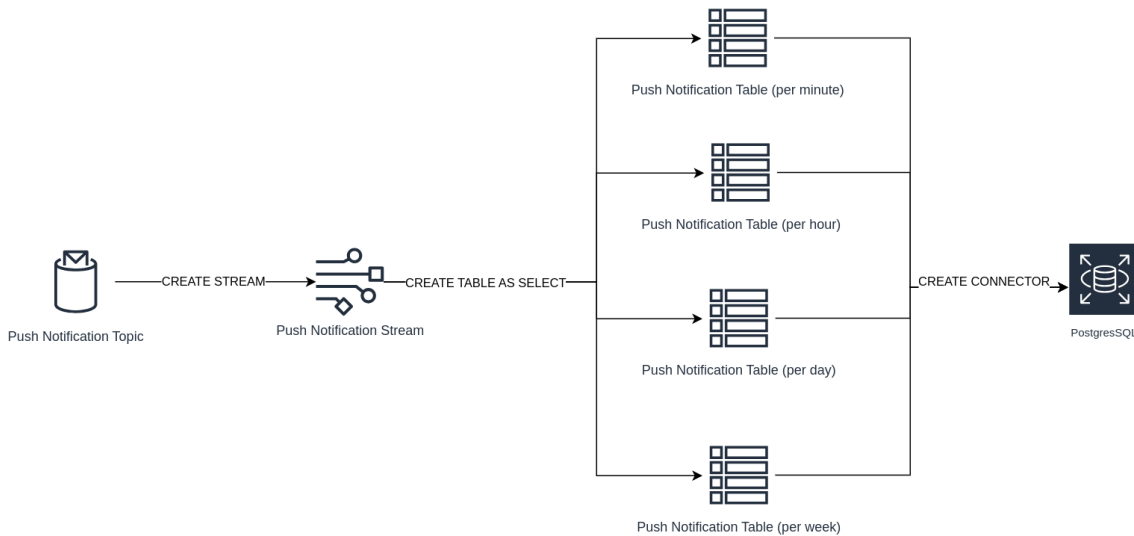 Push Notification Table (per minute)
Push Notification Table (per hour)
CREATE STREAM
CREATE TABLE AS SELECT
CREATE CONNECTOR
Push Notification Topic
Push Notification Stream
PostgresSQL
Push Notification Table (per day)
Push Notification Table (per week)